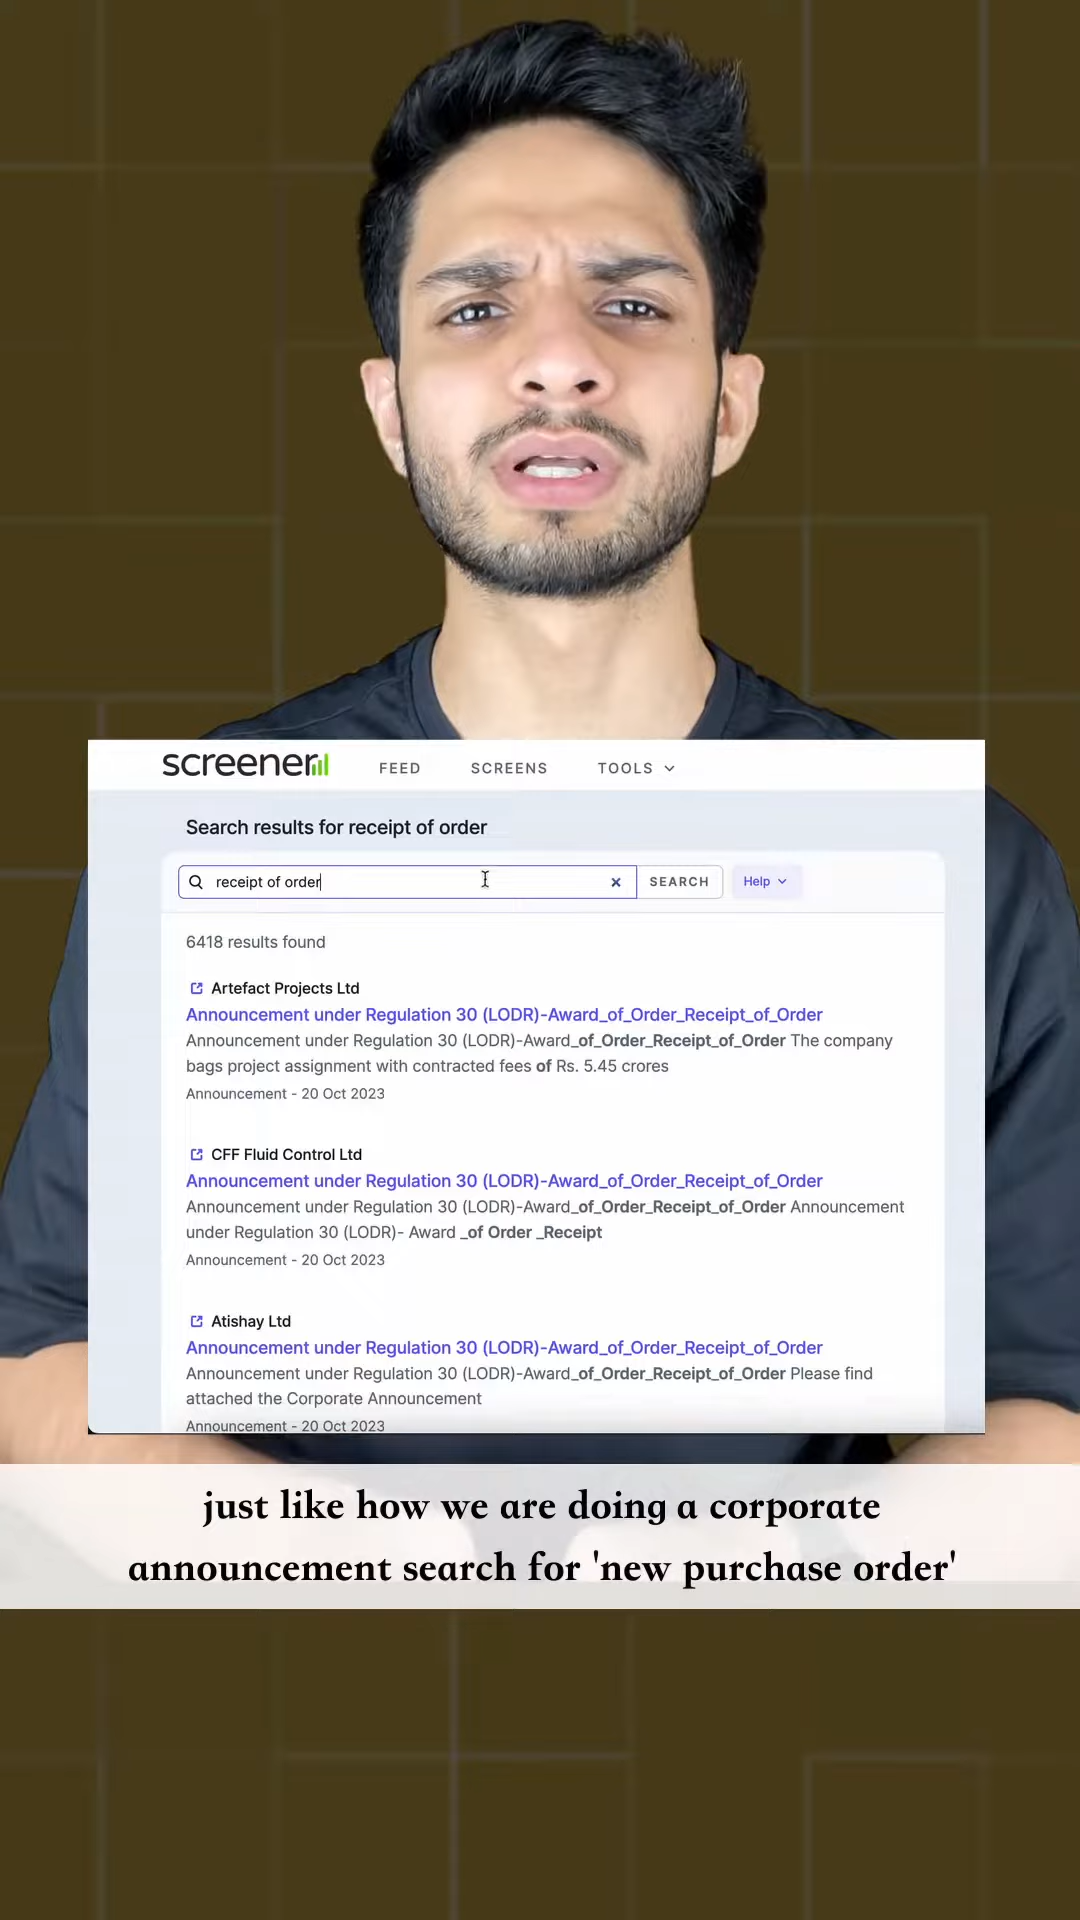 screener
FEED
SCREENS
TOOLS
Search results for receipt of order
receipt of order
SEARCH
Help
6418 results found
Artefact Projects Ltd
Announcement under Regulation 30 (LODR)-Award_of_Order_Receipt_of_Order
Announcement under Regulation 30 (LODR)-Award_of_Order_Receipt_of_Order The company
bags project assignment with contracted fees of Rs. 5.45 crores
Announcement - 20 Oct 2023
CFF Fluid Control Ltd
Announcement under Regulation 30 (LODR)-Award_of_Order_Receipt_of_Order
Announcement under Regulation 30 (LODR)-Award_of_Order_Receipt_of_Order Announcement
under Regulation 30 (LODR)- Award _of Order _Receipt
Announcement - 20 Oct 2023
Atishay Ltd
Announcement under Regulation 30 (LODR)-Award_of_Order_Receipt_of_Order
Announcement under Regulation 30 (LODR)-Award_of_Order_Receipt_of_Order Please find
attached the Corporate Announcement
Announcement - 20 Oct 2023
just like how we are doing a corporate
announcement search for 'new purchase order'